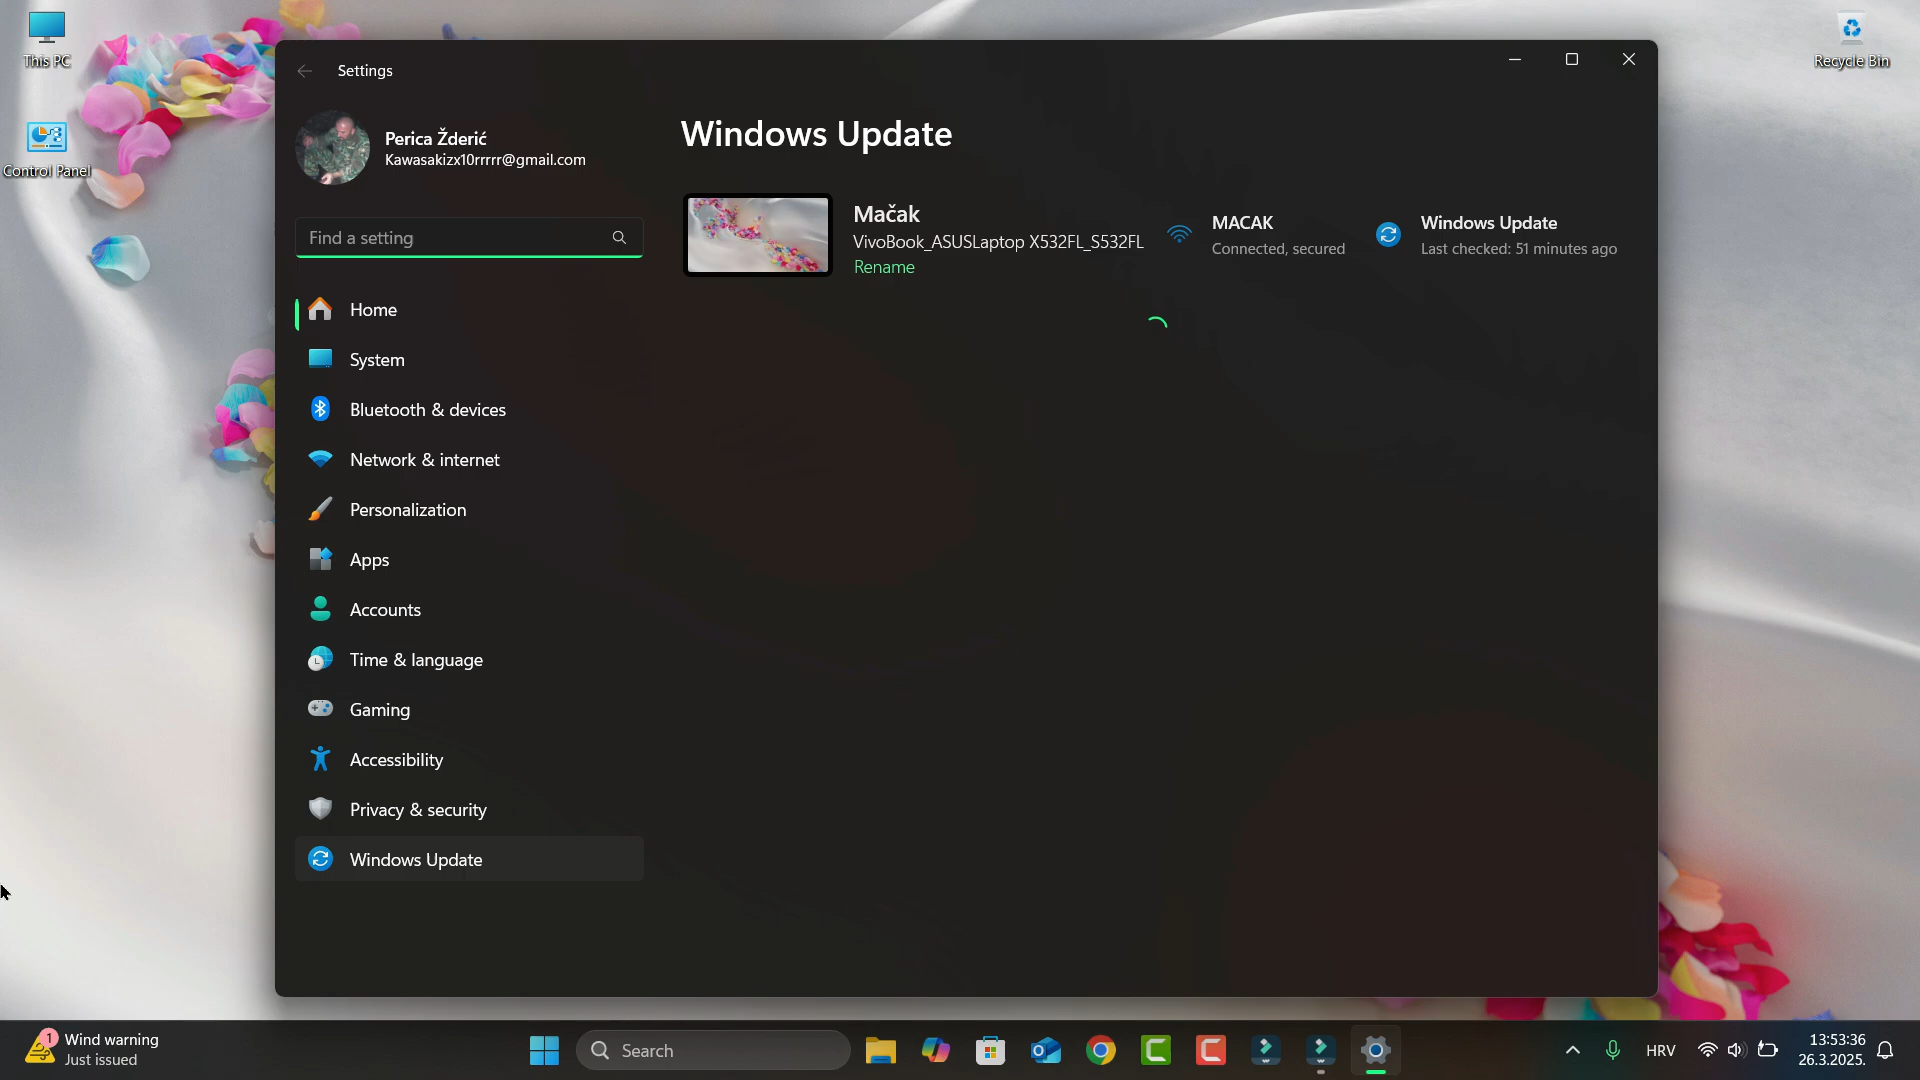 This PC
Control Panel
Recycle Bin
Settings
Perica Žderić
Kawasakizx10rrrrr@gmail.com
Find a setting
Home
System
Bluetooth & devices
Network & internet
Personalization
Apps
Accounts
Time & language
Gaming
Accessibility
Privacy & security
Windows Update
Windows Update
Mačak
VivoBook_ASUSLaptop X532FL_S532FL
Rename
MACAK
Connected, secured
Windows Update
Last checked: 51 minutes ago
1
Wind warning
Just issued
Search
HRV
13:53:36
26.3.2025.